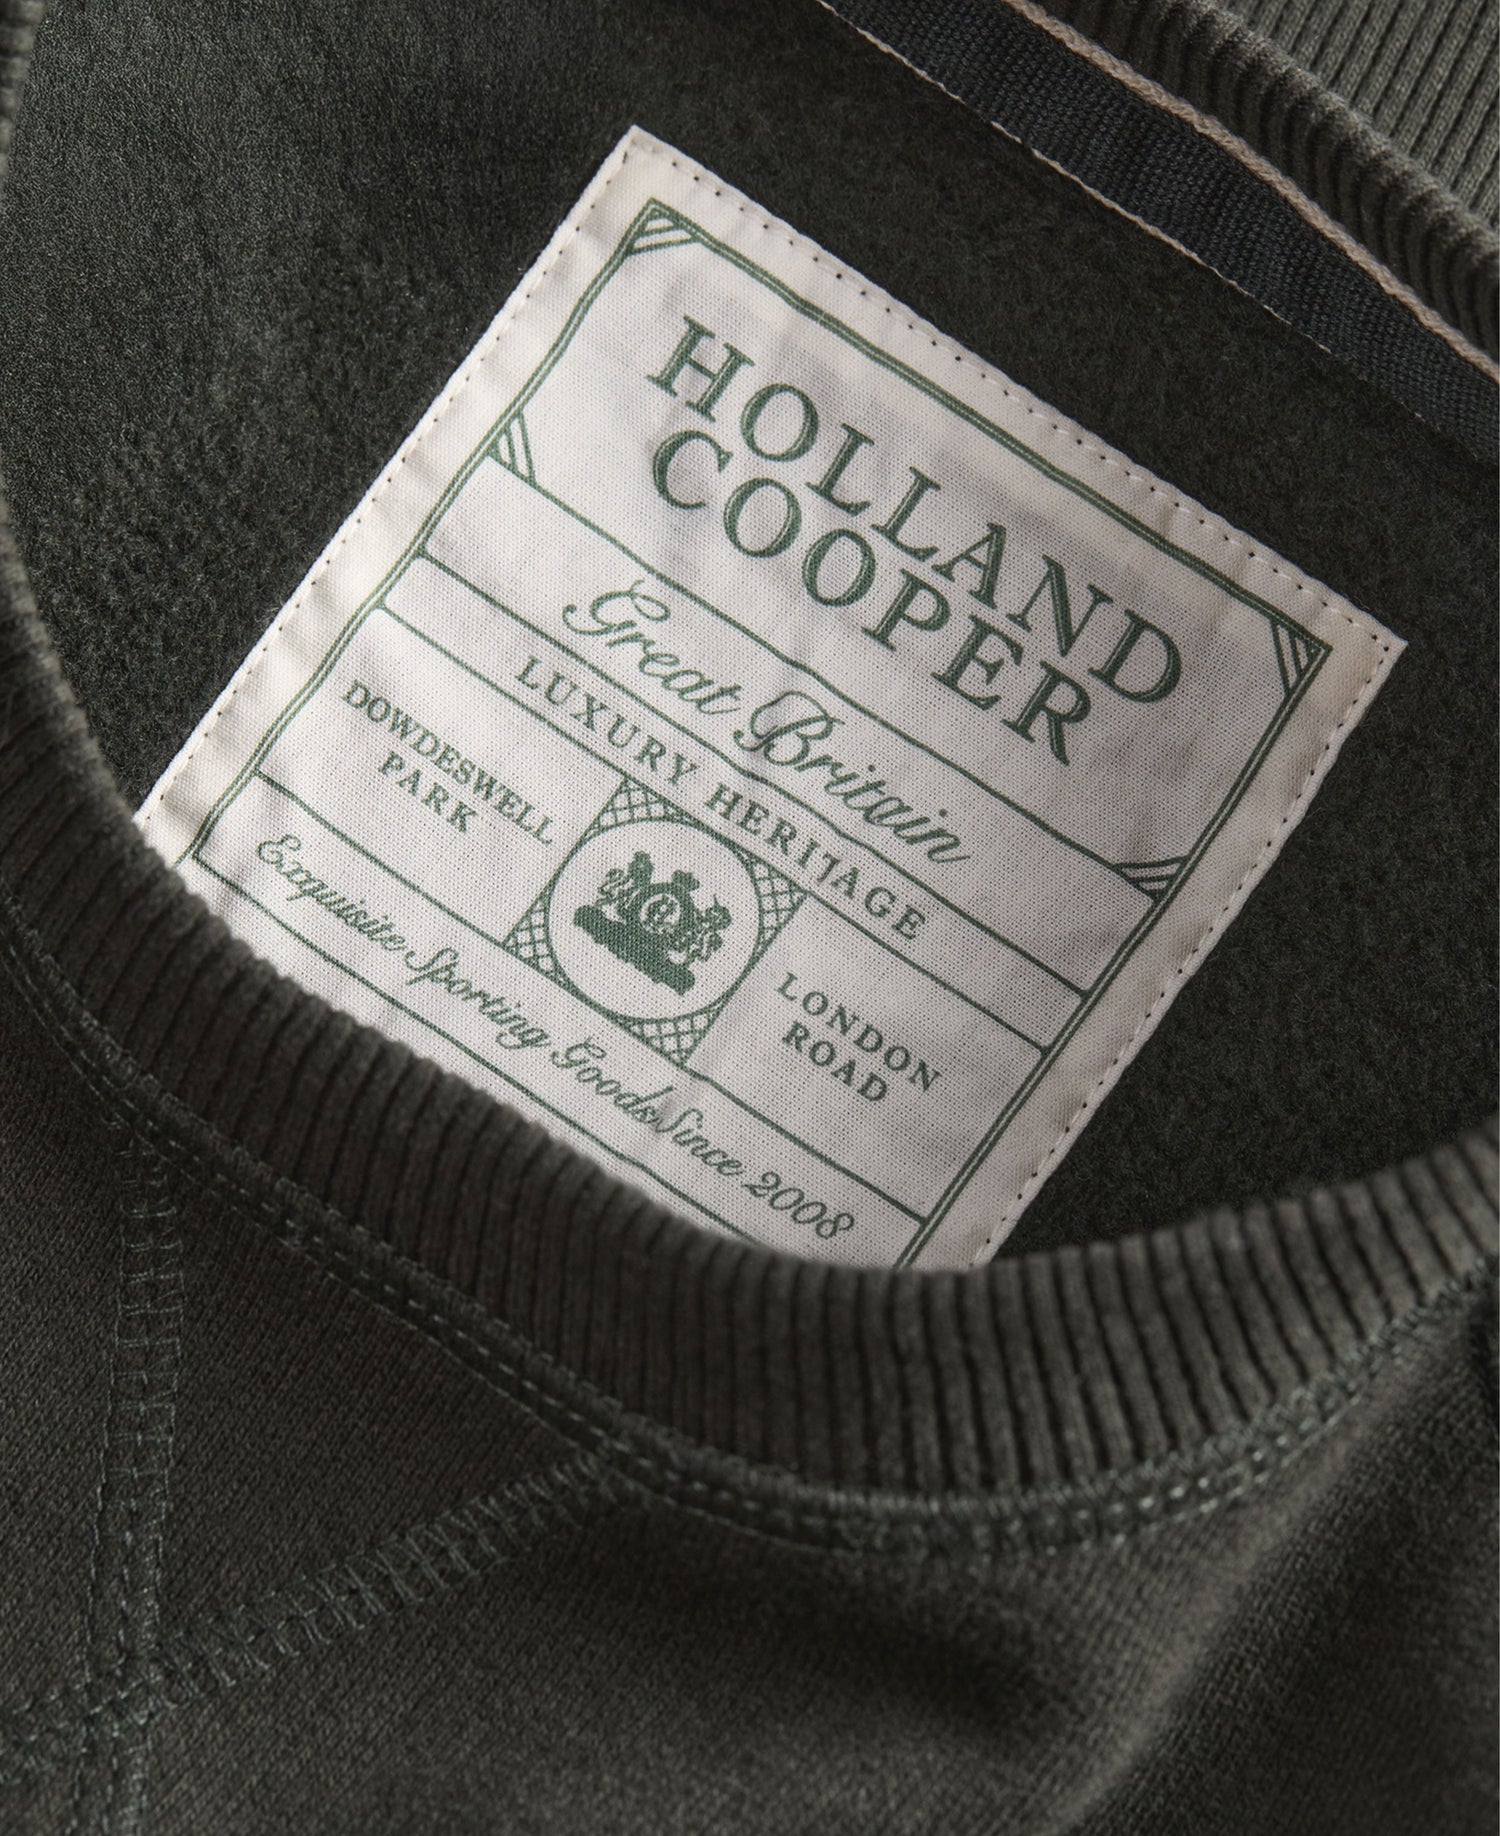 HOLLAND
COOPER
Great Britain
LUXURY HERITAGE
DOWDESWELL
PARK
LONDON
ROAD
Exquisite Sporting Goods Since 2008